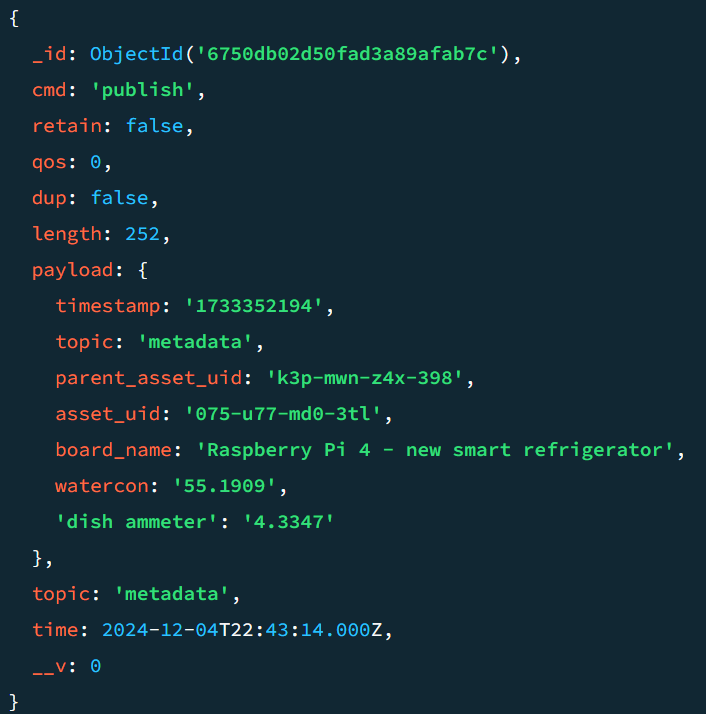 {
  _id: ObjectId('6750db02d50fad3a89afab7c'),
  cmd: 'publish',
  retain: false,
  qos: 0,
  dup: false,
  length: 252,
  payload: {
    timestamp: '1733352194',
    topic: 'metadata',
    parent_asset_uid: 'k3p-mwn-z4x-398',
    asset_uid: '075-u77-md0-3tl',
    board_name: 'Raspberry Pi 4 - new smart refrigerator',
    watercon: '55.1909',
    'dish ammeter': '4.3347'
  },
  topic: 'metadata',
  time: 2024-12-04T22:43:14.000Z,
  __v: 0
}